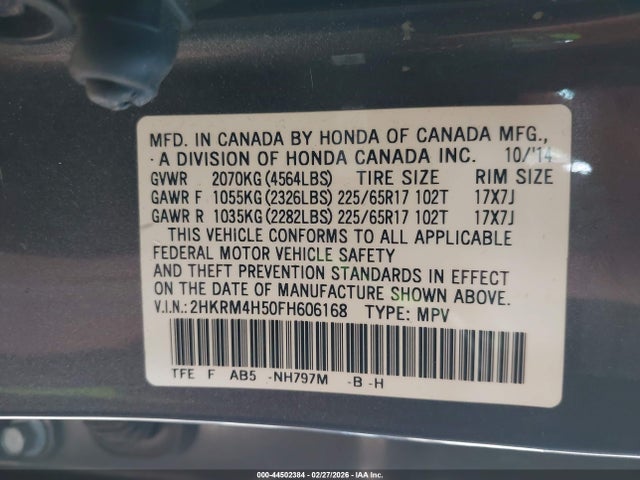 MFD. IN CANADA BY HONDA OF CANADA MFG.,
A DIVISION OF HONDA CANADA INC. 10/'14
GVWR 2070KG(4564LBS) TIRE SIZE RIM SIZE
GAWR F 1055KG(2326LBS) 225/65R17 102T 17X7J
GAWR R 1035KG(2282LBS) 225/65R17 102T 17X7J
THIS VEHICLE CONFORMS TO ALL APPLICABLE
FEDERAL MOTOR VEHICLE SAFETY
AND THEFT PREVENTION STANDARDS IN EFFECT
ON THE DATE OF MANUFACTURE SHOWN ABOVE.
V.I.N.: 2HKRM4H50FH606168 TYPE: MPV
TFE F AB5 -NH797M -B -H
000-44502384 - 02/27/2026 - IAA Inc.